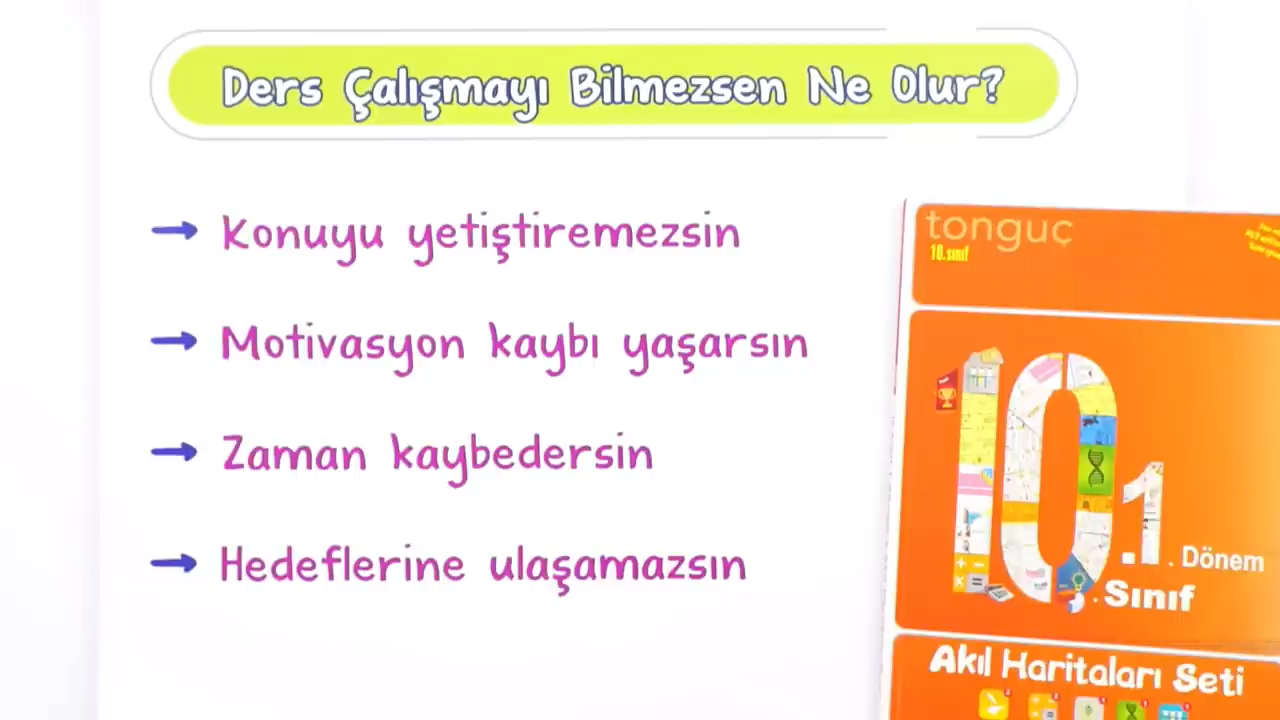 Ders Çalışmayı Bilmezsen Ne Olur?
→ Konuyu yetiştiremezsin
→ Motivasyon kaybı yaşarsın
→ Zaman kaybedersin
→ Hedeflerine ulaşamazsın
tonguç
10.sınıf
10.1. Dönem
. Sınıf
Akıl Haritaları Seti